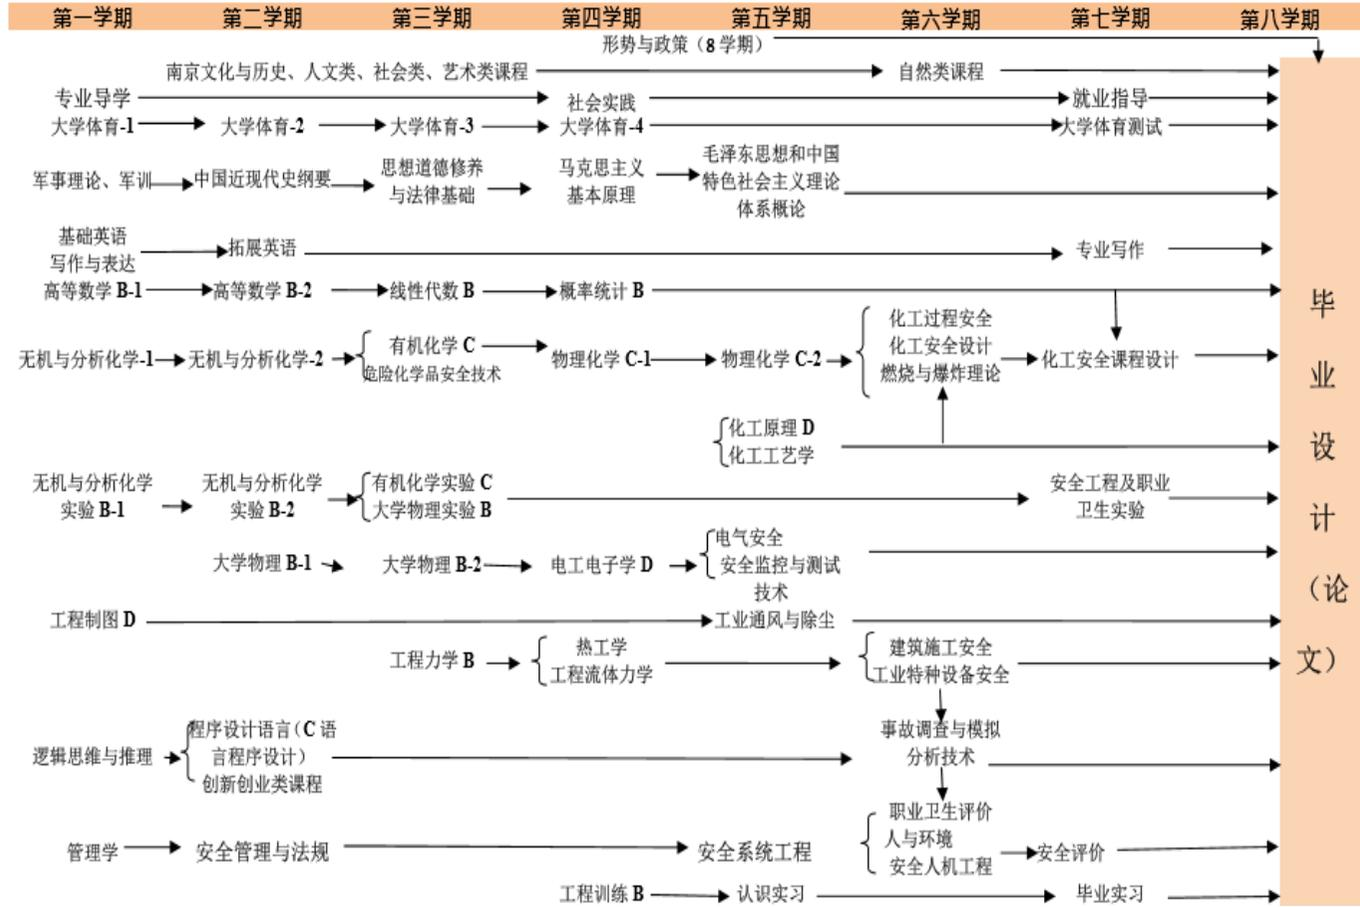 第一学期 第二学期 第三学期 第四学期 第五学期 第六学期 第七学期 第八学期
形势与政策（8 学期）
南京文化与历史、人文类、社会类、艺术类课程 自然类课程
专业导学 社会实践 就业指导
大学体育-1 大学体育-2 大学体育-3 大学体育-4 大学体育测试
军事理论、军训 中国近现代史纲要 思想道德修养 马克思主义 毛泽东思想和中国
与法律基础 基本原理 特色社会主义理论
体系概论
基础英语
写作与表达 拓展英语 专业写作
高等数学 B-1 高等数学 B-2 线性代数 B 概率统计 B
化工过程安全
无机与分析化学-1 无机与分析化学-2 有机化学 C 物理化学 C-1 物理化学 C-2 化工安全设计 化工安全课程设计
危险化学品安全技术 燃烧与爆炸理论
化工原理 D
化工工艺学
无机与分析化学 无机与分析化学 有机化学实验 C 安全工程及职业
实验 B-1 实验 B-2 大学物理实验 B 卫生实验
电气安全
大学物理 B-1 大学物理 B-2 电工电子学 D 安全监控与测试
技术
工程制图 D 工业通风与除尘
工程力学 B 热工学 建筑施工安全
工程流体力学 工业特种设备安全
程序设计语言（C 语 事故调查与模拟
逻辑思维与推理 言程序设计） 分析技术
创新创业类课程
职业卫生评价
管理学 安全管理与法规 安全系统工程 人与环境 安全评价
安全人机工程
工程训练 B 认识实习 毕业实习
毕
业
设
计
（论
文）